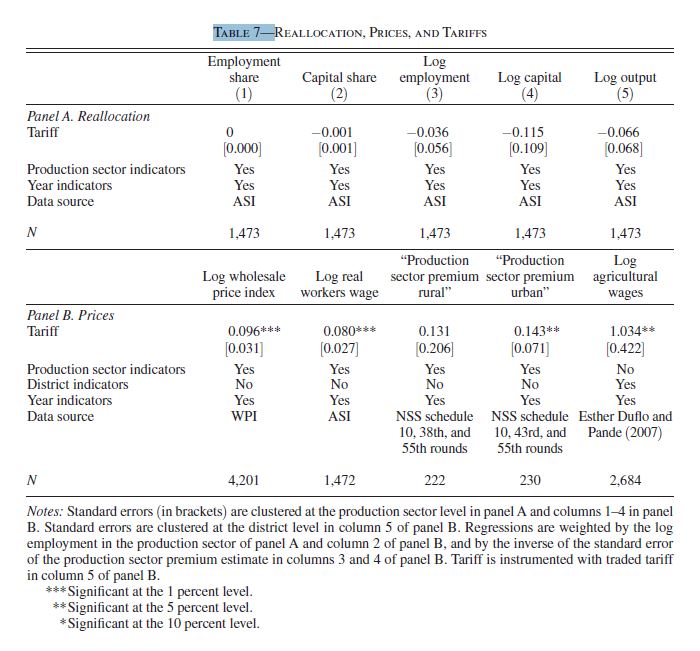 TABLE 7—REALLOCATION, PRICES, AND TARIFFS
Employment share (1) Capital share (2) Log employment (3) Log capital (4) Log output (5)
Panel A. Reallocation
Tariff 0 −0.001 −0.036 −0.115 −0.066
[0.000] [0.001] [0.056] [0.109] [0.068]
Production sector indicators Yes Yes Yes Yes Yes
Year indicators Yes Yes Yes Yes Yes
Data source ASI ASI ASI ASI ASI
N 1,473 1,473 1,473 1,473 1,473
Log wholesale price index Log real workers wage “Production sector premium rural” “Production sector premium urban” Log agricultural wages
Panel B. Prices
Tariff 0.096*** 0.080*** 0.131 0.143** 1.034**
[0.031] [0.027] [0.206] [0.071] [0.422]
Production sector indicators Yes Yes Yes Yes No
District indicators No No No No Yes
Year indicators Yes Yes Yes Yes Yes
Data source WPI ASI NSS schedule 10, 38th, and 55th rounds NSS schedule 10, 43rd, and 55th rounds Esther Duflo and Pande (2007)
N 4,201 1,472 222 230 2,684
Notes: Standard errors (in brackets) are clustered at the production sector level in panel A and columns 1–4 in panel
B. Standard errors are clustered at the district level in column 5 of panel B. Regressions are weighted by the log
employment in the production sector of panel A and column 2 of panel B, and by the inverse of the standard error
of the production sector premium estimate in columns 3 and 4 of panel B. Tariff is instrumented with traded tariff
in column 5 of panel B.
***Significant at the 1 percent level.
**Significant at the 5 percent level.
*Significant at the 10 percent level.